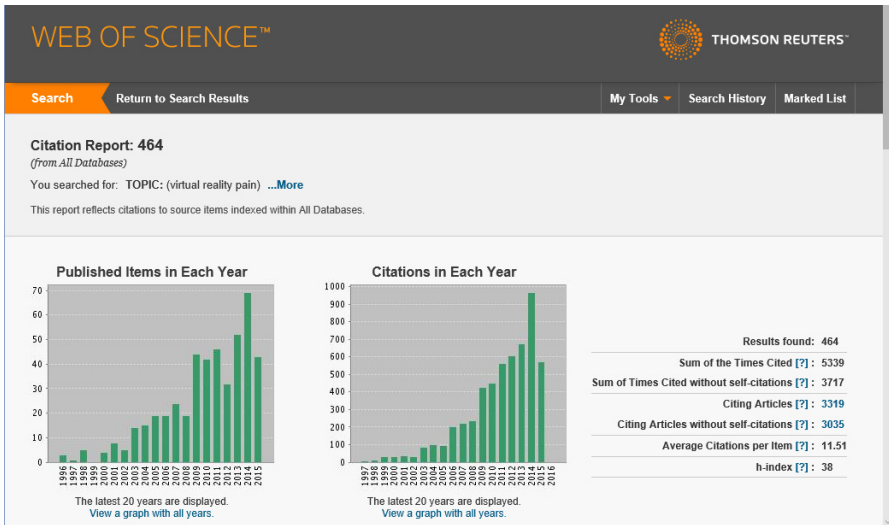 WEB OF SCIENCE™
THOMSON REUTERS™
Search Return to Search Results My Tools Search History Marked List
Citation Report: 464
(from All Databases)
You searched for: TOPIC: (virtual reality pain) ...More
This report reflects citations to source items indexed within All Databases.
Published Items in Each Year
70
60
50
40
30
20
10
0
1996 1997 1998 1999 2000 2001 2002 2003 2004 2005 2006 2007 2008 2009 2010 2011 2012 2013 2014 2015
The latest 20 years are displayed.
View a graph with all years.
Citations in Each Year
1000
900
800
700
600
500
400
300
200
100
0
1997 1998 1999 2000 2001 2002 2003 2004 2005 2006 2007 2008 2009 2010 2011 2012 2013 2014 2015 2016
The latest 20 years are displayed.
View a graph with all years.
Results found: 464
Sum of the Times Cited [?] : 5339
Sum of Times Cited without self-citations [?] : 3717
Citing Articles [?] : 3319
Citing Articles without self-citations [?] : 3035
Average Citations per Item [?] : 11.51
h-index [?] : 38